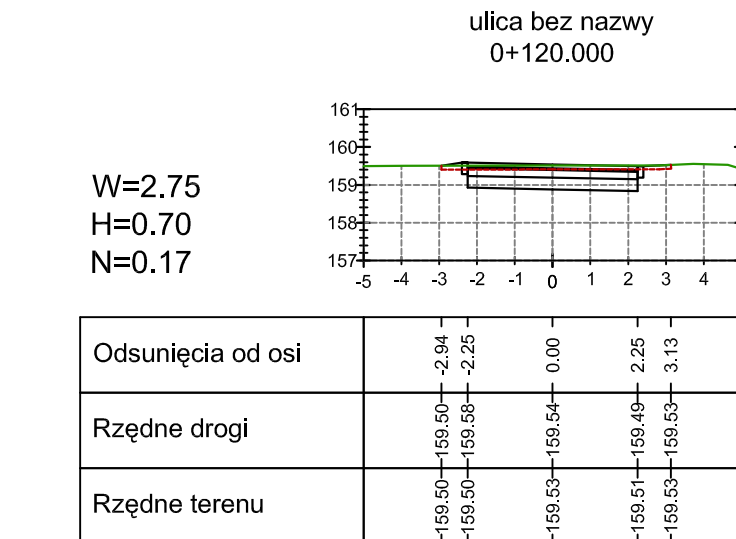 ulica bez nazwy
0+120.000
161
160
159
158
157
-5 -4 -3 -2 -1 0 1 2 3 4
W=2.75
H=0.70
N=0.17
Odsunięcia od osi -2.94 -2.25 0.00 2.25 3.13
Rzędne drogi 159.50 159.58 159.54 159.49 159.53
Rzędne terenu 159.50 159.50 159.53 159.51 159.53